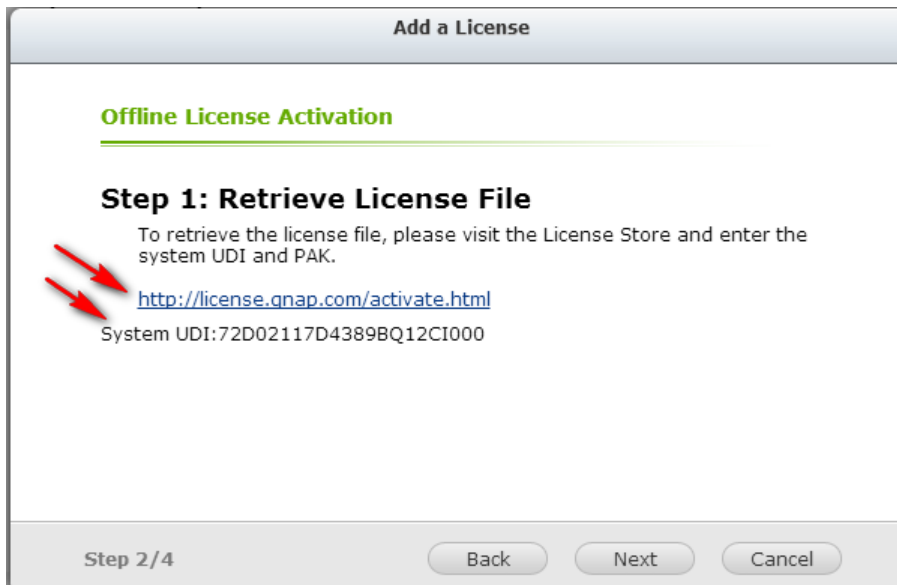 Add a License
Offline License Activation
Step 1: Retrieve License File
To retrieve the license file, please visit the License Store and enter the
system UDI and PAK.
http://license.qnap.com/activate.html
System UDI:72D02117D4389BQ12CI000
Step 2/4
Back
Next
Cancel